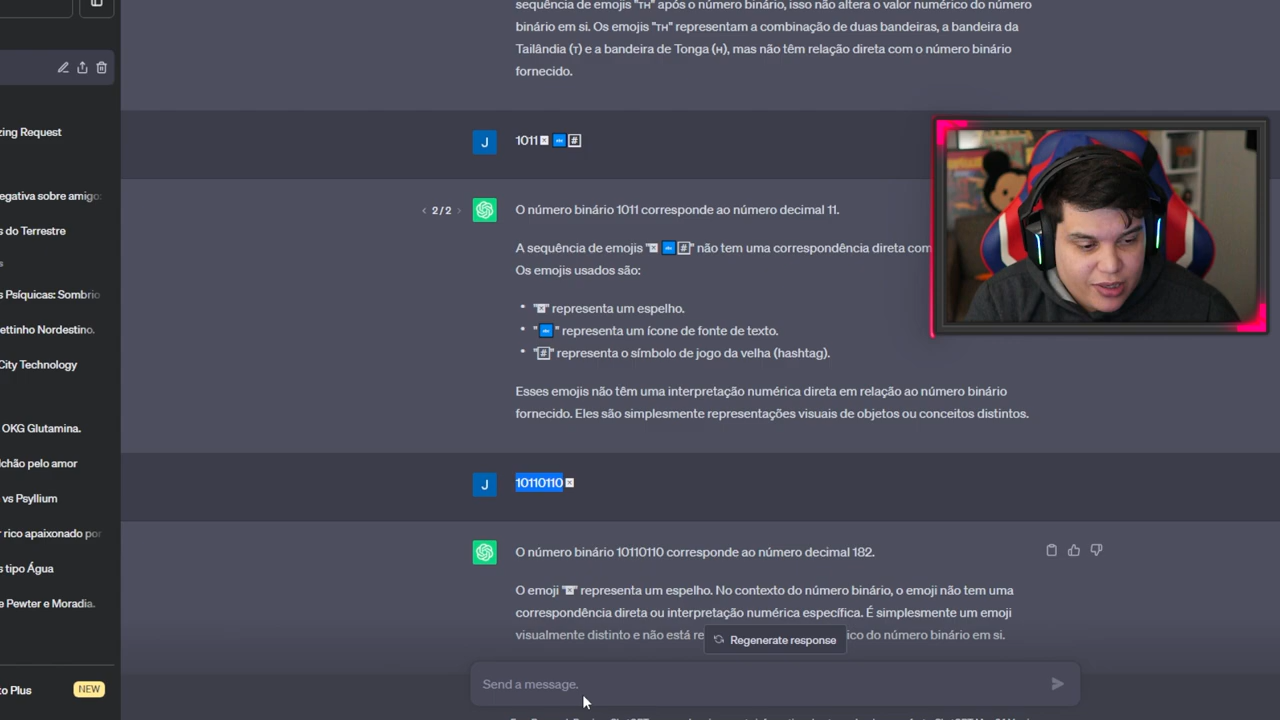 sequência de emojis "🇹🇭" após o número binário, isso não altera o valor numérico do número
binário em si. Os emojis "🇹🇭" representam a combinação de duas bandeiras, a bandeira da
Tailândia (🇹) e a bandeira de Tonga (🇭), mas não têm relação direta com o número binário
fornecido.
J
1011 #
2/2
O número binário 1011 corresponde ao número decimal 11.
A sequência de emojis " #" não tem uma correspondência direta com
Os emojis usados são:
• "" representa um espelho.
• "" representa um ícone de fonte de texto.
• "#" representa o símbolo de jogo da velha (hashtag).
Esses emojis não têm uma interpretação numérica direta em relação ao número binário
fornecido. Eles são simplesmente representações visuais de objetos ou conceitos distintos.
J
10110110
O número binário 10110110 corresponde ao número decimal 182.
O emoji "" representa um espelho. No contexto do número binário, o emoji não tem uma
correspondência direta ou interpretação numérica específica. É simplesmente um emoji
visualmente distinto e não está re
ico do número binário em si.
Regenerate response
Send a message.
zing Request
egativa sobre amigo:
s do Terrestre
s
s Psíquicas: Sombrio
ettinho Nordestino.
City Technology
OKG Glutamina.
lchão pelo amor
vs Psyllium
r rico apaixonado por
s tipo Água
e Pewter e Moradia.
to Plus
NEW